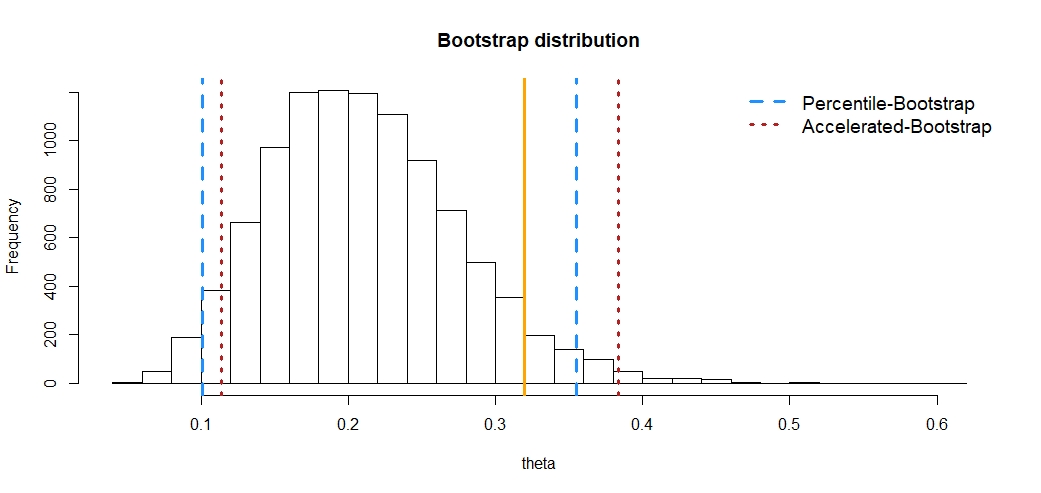 Bootstrap distribution
Percentile-Bootstrap
Accelerated-Bootstrap
Frequency
1000
800
600
400
200
0
0.1 0.2 0.3 0.4 0.5 0.6
theta